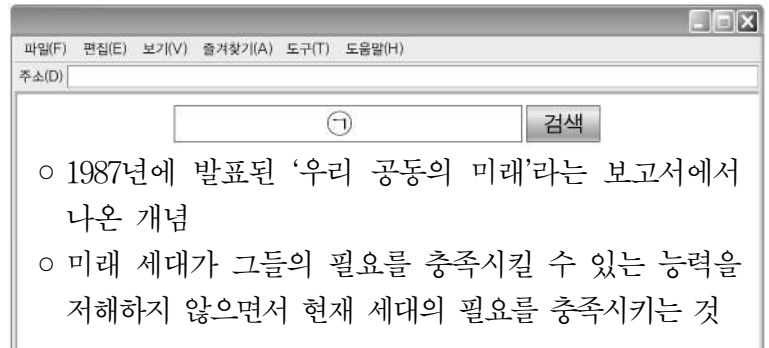 파일(F) 편집(E) 보기(V) 즐겨찾기(A) 도구(T) 도움말(H)
주소(D)
㉠ 검색
○ 1987년에 발표된 ‘우리 공동의 미래’라는 보고서에서
나온 개념
○ 미래 세대가 그들의 필요를 충족시킬 수 있는 능력을
저해하지 않으면서 현재 세대의 필요를 충족시키는 것